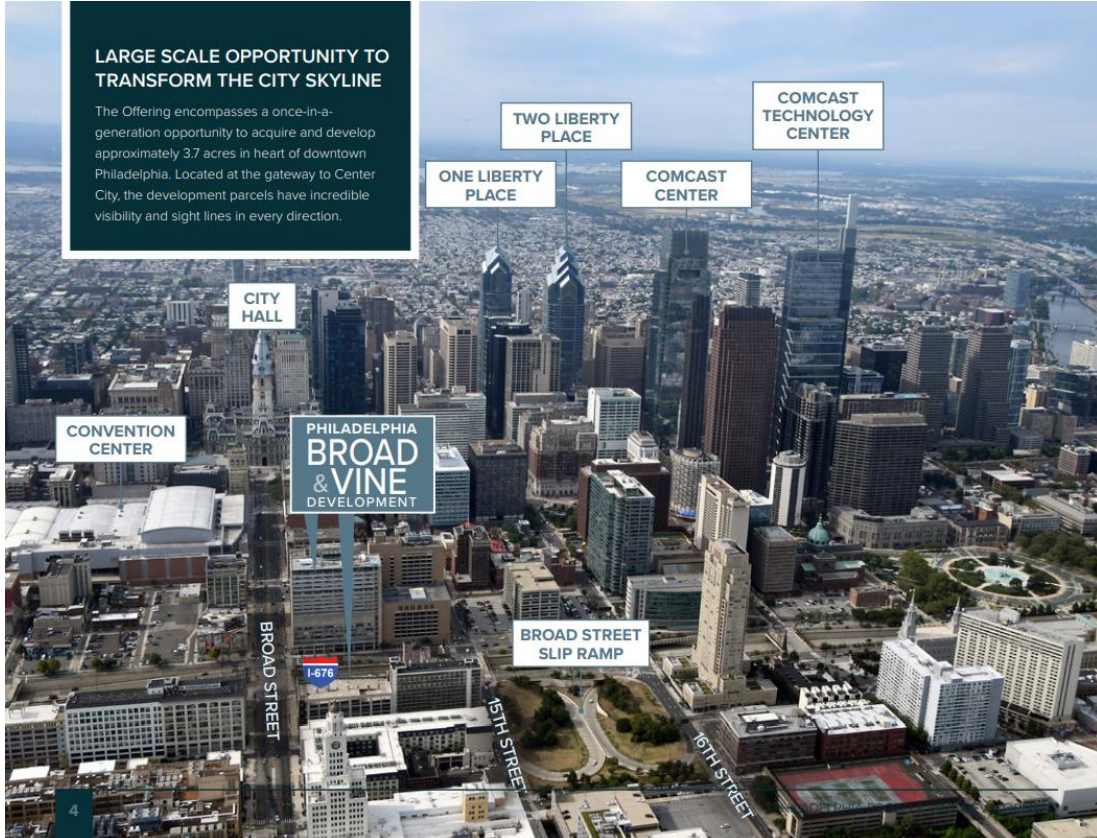 LARGE SCALE OPPORTUNITY TO
TRANSFORM THE CITY SKYLINE
The Offering encompasses a once-in-a-
generation opportunity to acquire and develop
approximately 3.7 acres in heart of downtown
Philadelphia. Located at the gateway to Center
City, the development parcels have incredible
visibility and sight lines in every direction.
COMCAST
TECHNOLOGY
CENTER
TWO LIBERTY
PLACE
ONE LIBERTY
PLACE
COMCAST
CENTER
CITY
HALL
CONVENTION
CENTER
PHILADELPHIA
BROAD
&VINE
DEVELOPMENT
BROAD STREET
SLIP RAMP
I-676
BROAD STREET
15TH STREET
16TH STREET
4